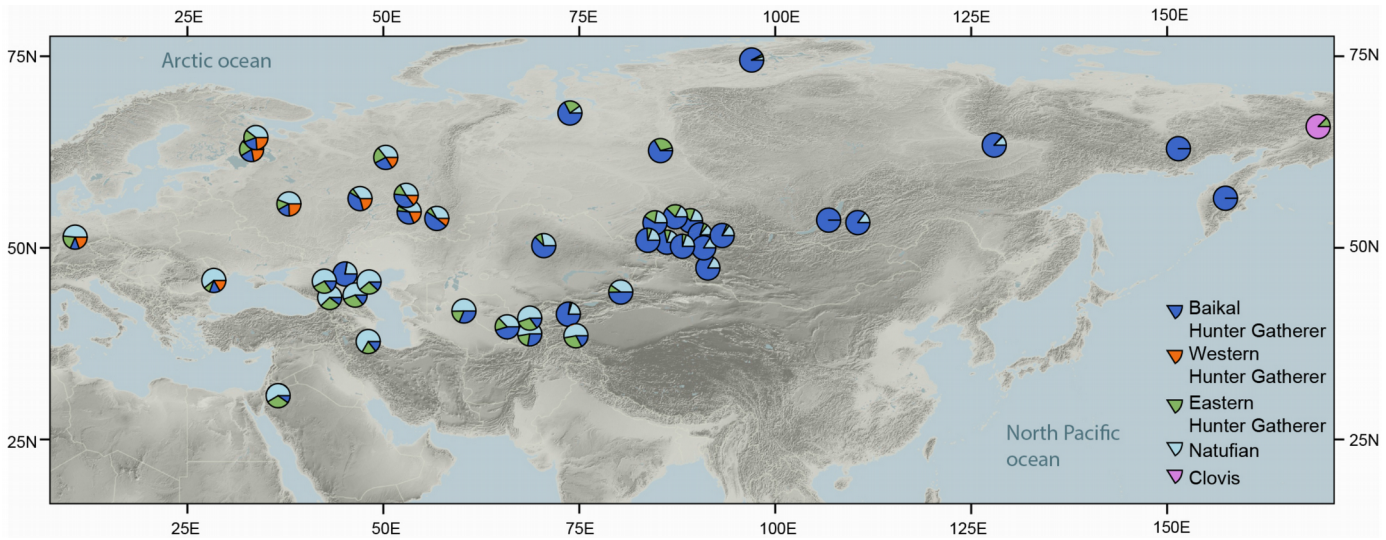 25E 50E 75E 100E 125E 150E
75N Arctic ocean 75N
50N 50N
Baikal
Hunter Gatherer
Western
Hunter Gatherer
Eastern
Hunter Gatherer
25N North Pacific 25N
ocean
Natufian
Clovis
25E 50E 75E 100E 125E 150E